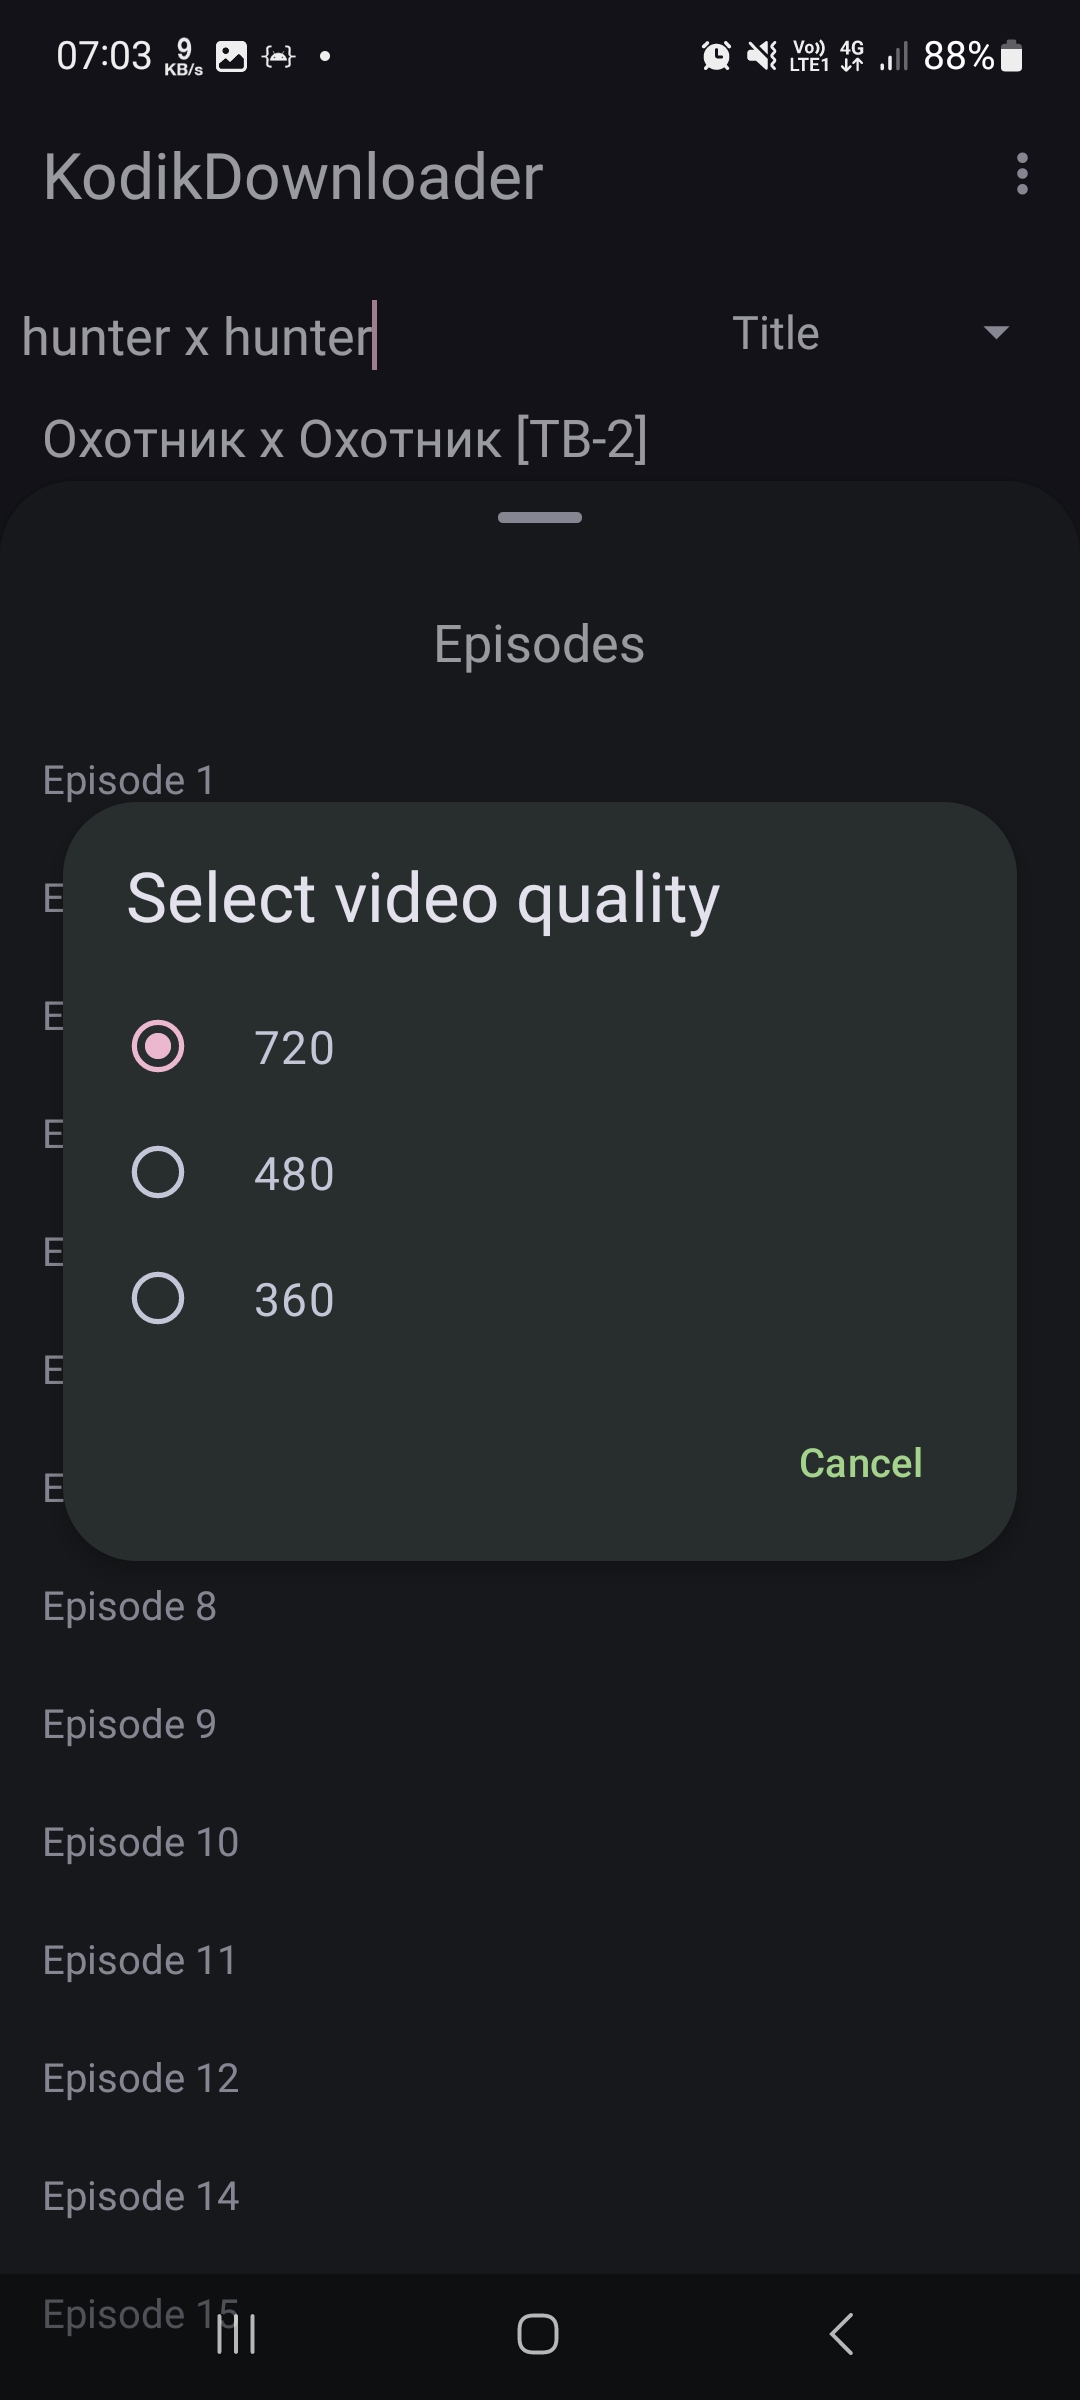 07:03 9 KB/s Vo)) LTE1 4G 88%
KodikDownloader
hunter x hunter Title
Охотник х Охотник [ТВ-2]
Episodes
Episode 1
E
Select video quality
E
720
E
480
E
360
E
E
Cancel
Episode 8
Episode 9
Episode 10
Episode 11
Episode 12
Episode 14
Episode 15